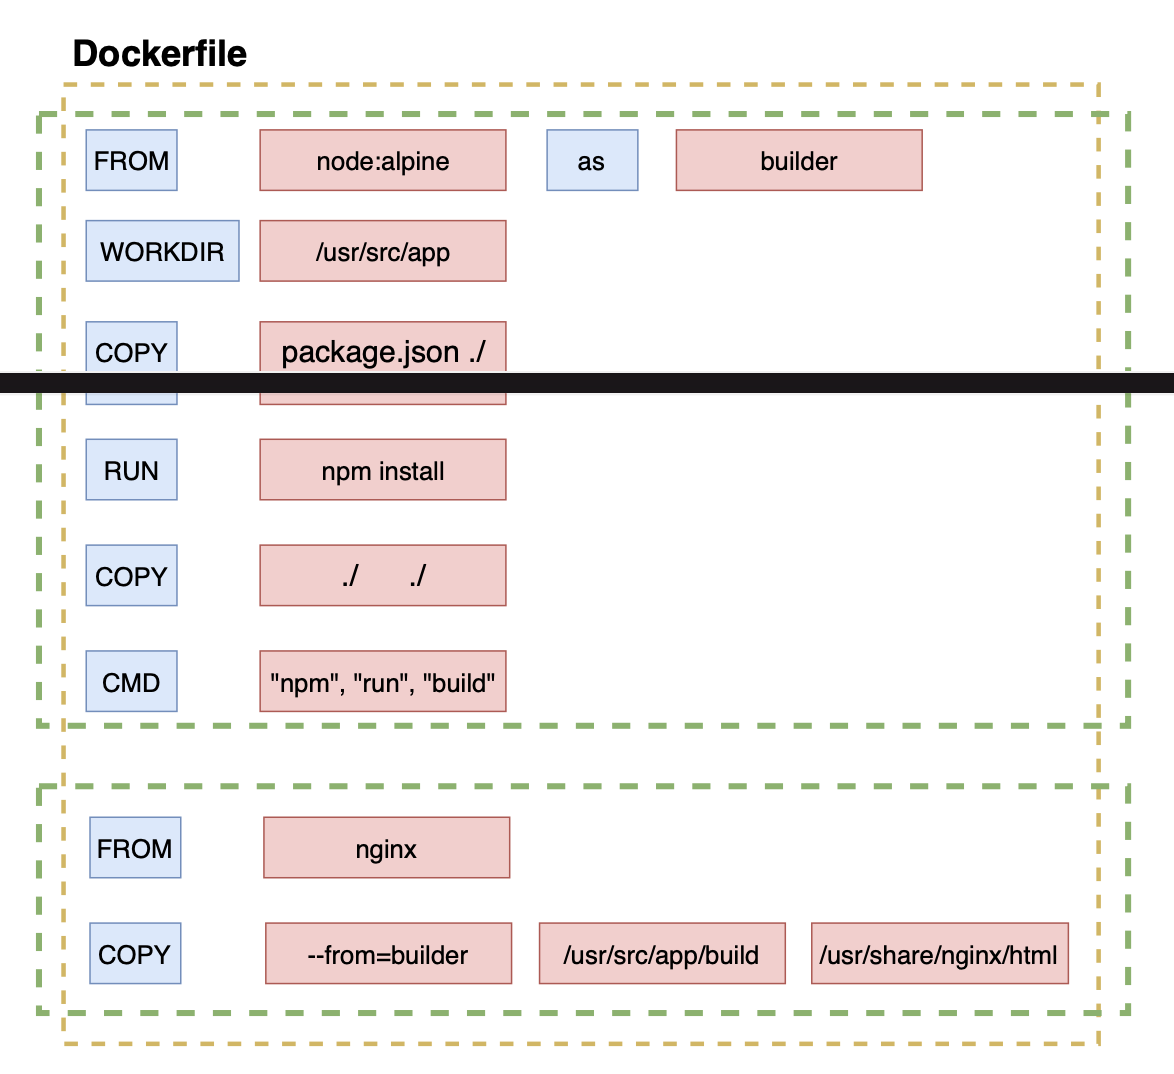 Dockerfile
FROM node:alpine as builder
WORKDIR /usr/src/app
COPY package.json ./
RUN npm install
COPY ./ ./
CMD "npm", "run", "build"
FROM nginx
COPY --from=builder /usr/src/app/build /usr/share/nginx/html